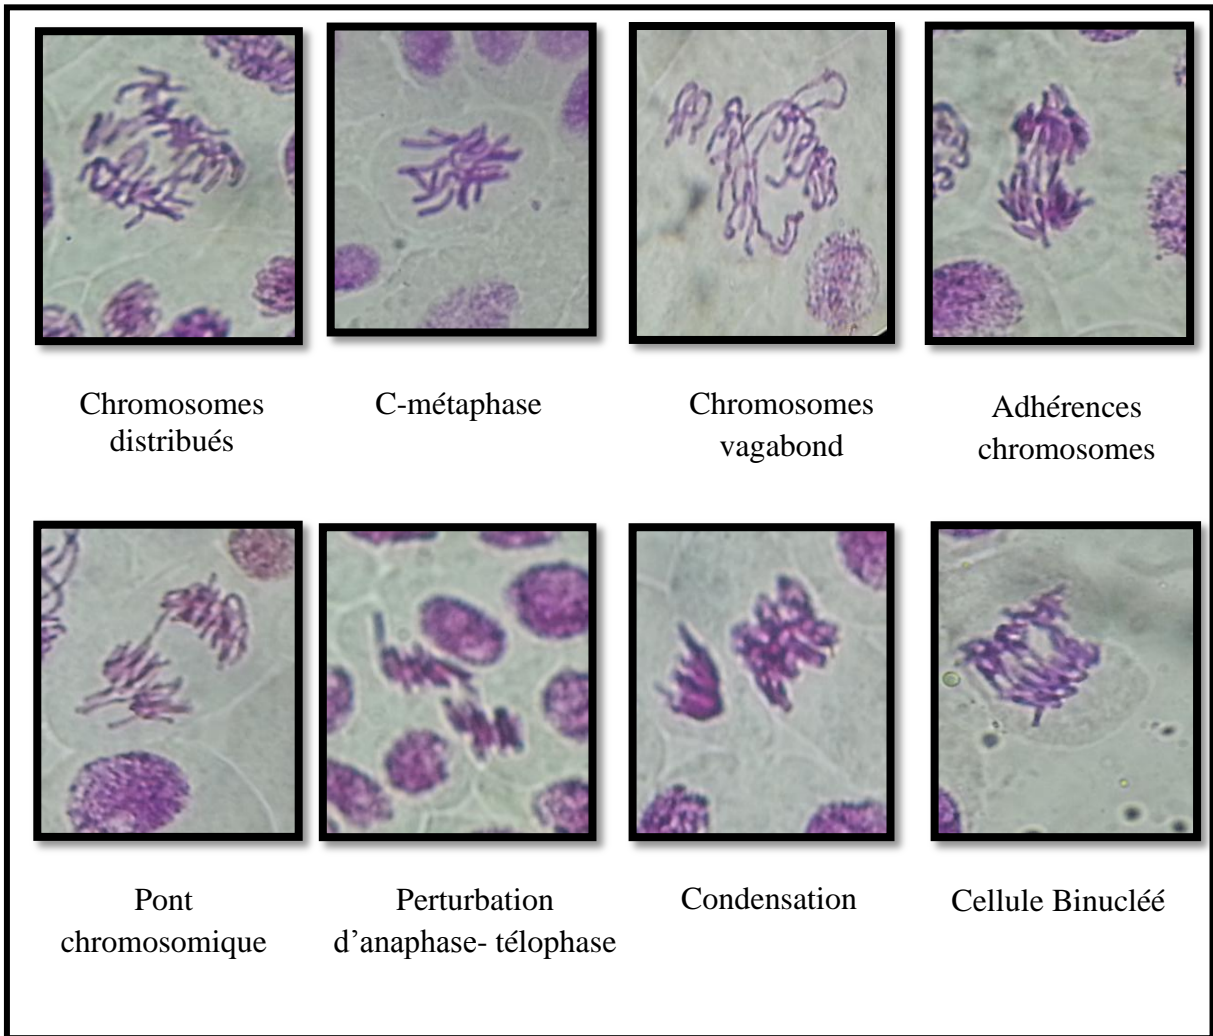 Chromosomes
distribués
C-métaphase
Chromosomes
vagabond
Adhérences
chromosomes
Pont
chromosomique
Perturbation
d’anaphase- télophase
Condensation
Cellule Binucléé